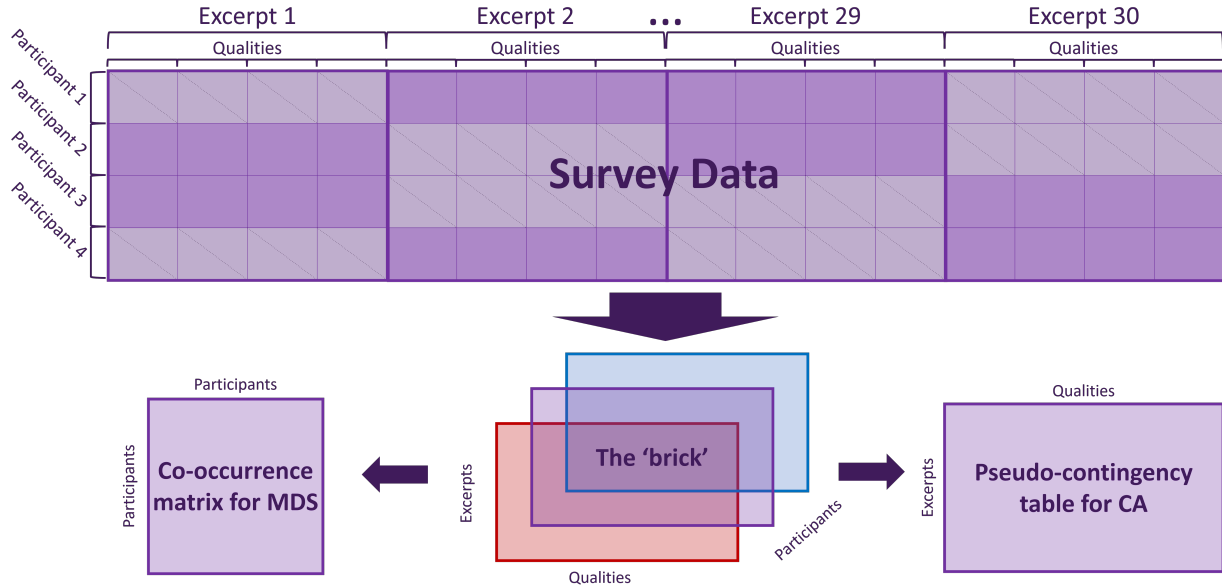 Excerpt 1
Excerpt 2
...
Excerpt 29
Excerpt 30
Qualities
Qualities
Qualities
Qualities
Participant 1
Participant 2
Participant 3
Participant 4
Survey Data
Participants
Participants
Co-occurrence
matrix for MDS
The 'brick'
Excerpts
Qualities
Participants
Qualities
Excerpts
Pseudo-contingency
table for CA